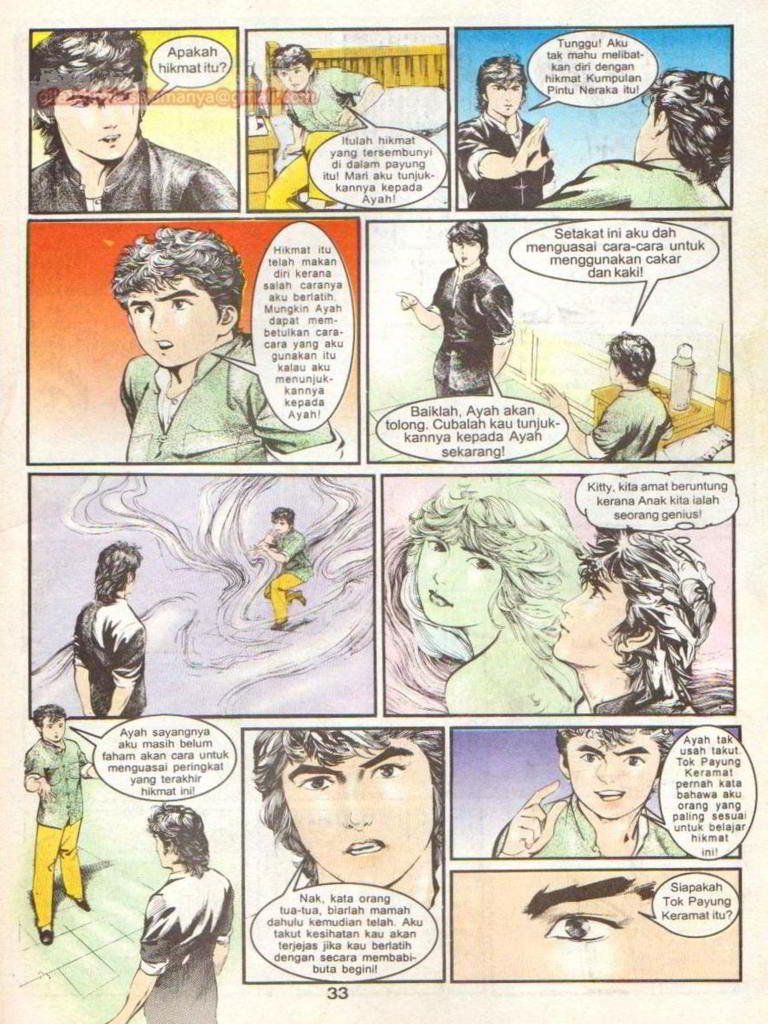 Apakah
hikmat itu?
Itulah hikmat
yang tersembunyi
di dalam payung
itu! Mari aku tunjuk-
kannya kepada
Ayah!
Tunggu! Aku
tak mahu melibat-
kan diri dengan
hikmat Kumpulan
Pintu Neraka itu!
Hikmat itu
telah makan
diri kerana
salah caranya
aku berlatih.
Mungkin Ayah
dapat mem-
betulkan cara-
cara yang aku
gunakan itu
kalau aku
menunjuk-
kannya
kepada
Ayah!
Setakat ini aku dah
menguasai cara-cara untuk
menggunakan cakar
dan kaki!
Baiklah, Ayah akan
tolong. Cubalah kau tunjuk-
kannya kepada Ayah
sekarang!
Kitty, kita amat beruntung
kerana Anak kita ialah
seorang genius!
Ayah sayangnya
aku masih belum
faham akan cara untuk
menguasai peringkat
yang terakhir
hikmat ini!
Nak, kata orang
tua-tua, biarlah mamah
dahulu kemudian telah. Aku
takut kesihatan kau akan
terjejas jika kau berlatih
dengan secara membabi-
buta begini!
Ayah tak
usah takut.
Tok Payung
Keramat
pernah kata
bahawa aku
orang yang
paling sesuai
untuk belajar
hikmat
ini!
Siapakah
Tok Payung
Keramat itu?
33